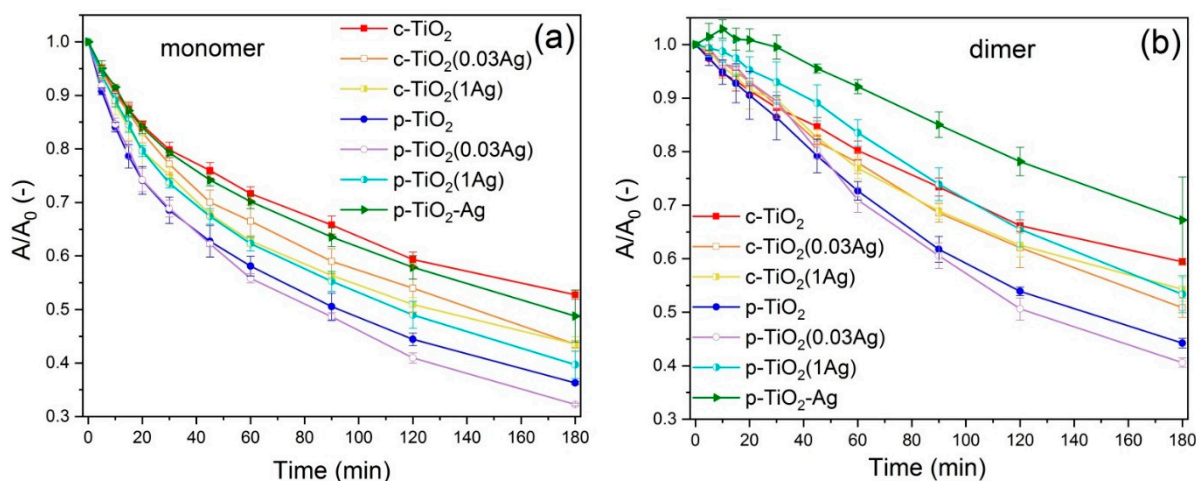 (a)
monomer
c-TiO₂
c-TiO₂(0.03Ag)
c-TiO₂(1Ag)
p-TiO₂
p-TiO₂(0.03Ag)
p-TiO₂(1Ag)
p-TiO₂-Ag
A/A₀ (-)
1.0
0.9
0.8
0.7
0.6
0.5
0.4
0.3
0 20 40 60 80 100 120 140 160 180
Time (min)
(b)
dimer
c-TiO₂
c-TiO₂(0.03Ag)
c-TiO₂(1Ag)
p-TiO₂
p-TiO₂(0.03Ag)
p-TiO₂(1Ag)
p-TiO₂-Ag
A/A₀ (-)
1.0
0.9
0.8
0.7
0.6
0.5
0.4
0.3
0 20 40 60 80 100 120 140 160 180
Time (min)